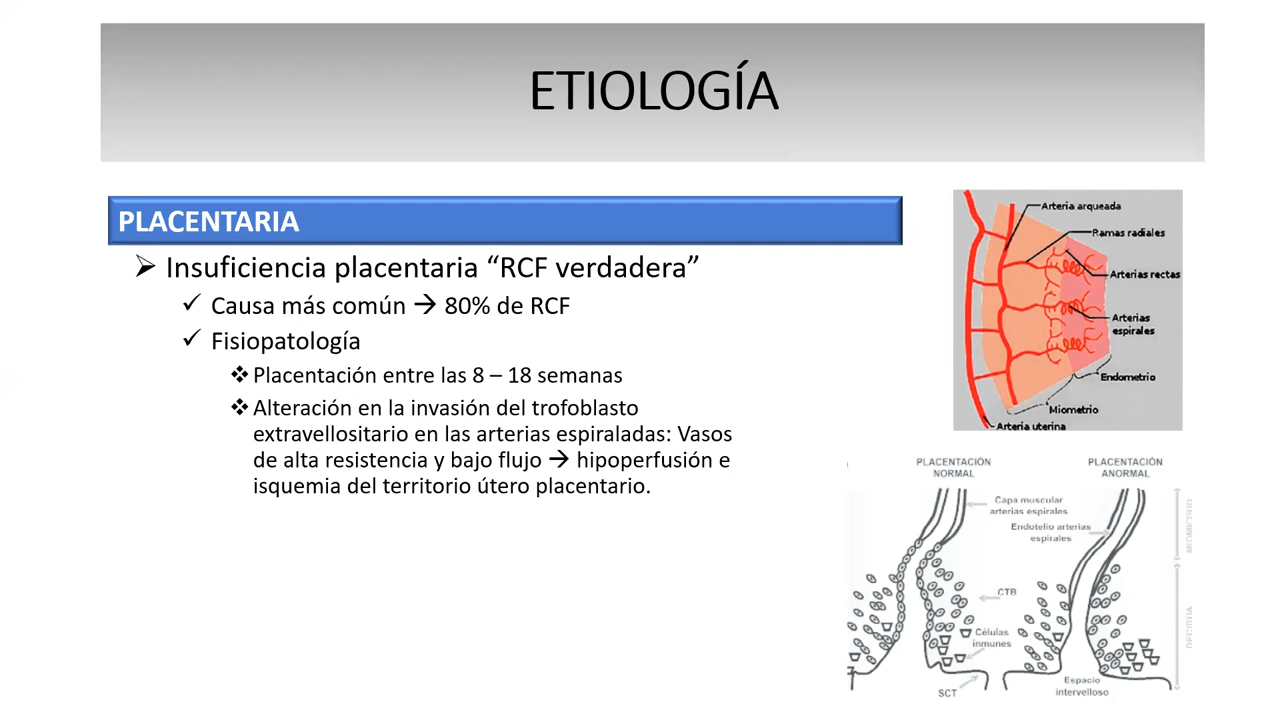 ETIOLOGÍA
PLACENTARIA
➢ Insuficiencia placentaria “RCF verdadera”
✓ Causa más común → 80% de RCF
✓ Fisiopatología
❖ Placentación entre las 8 – 18 semanas
❖ Alteración en la invasión del trofoblasto
extravellositario en las arterias espiraladas: Vasos
de alta resistencia y bajo flujo → hipoperfusión e
isquemia del territorio útero placentario.
Arteria arqueada
Ramas radiales
Arterias rectas
Arterias
espirales
Endometrio
Miometrio
Arteria uterina
PLACENTACIÓN
NORMAL
PLACENTACIÓN
ANORMAL
Capa muscular
arterias espirales
Endotelio arterias
espirales
CTB
Células
inmunes
SCT
Espacio
intervelloso